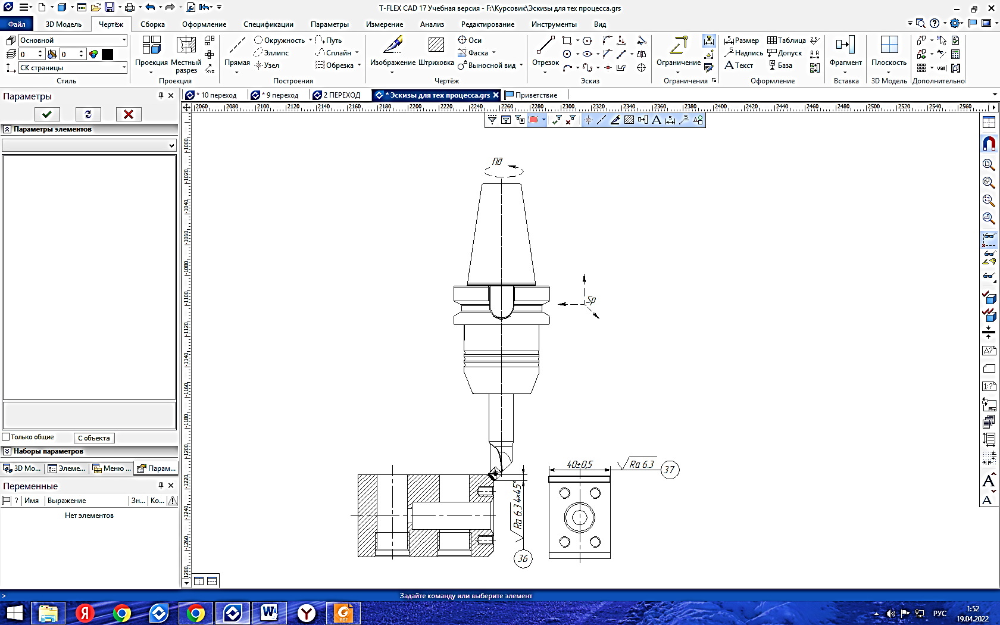 T-FLEX CAD 17 Учебная версия - F:\Курсовик\Эскизы для тех процесса.grs
Файл 3D Модель Чертёж Сборка Оформление Спецификации Параметры Измерение Анализ Редактирование Инструменты Вид
Основной
0 0
СК страницы
Стиль
Проекция
Местный разрез
Проекция
Прямая
Окружность
Эллипс
Узел
Путь
Сплайн
Обрезка
Построения
Изображение
Штриховка
Оси
Фаска
Выносной вид
Чертёж
Отрезок
Эскиз
Ограничение
Ограничения
Размер
Надпись
Текст
Таблица
Допуск
База
Оформление
Фрагмент
Вставка
Плоскость
3D Модель
Дополнительно
Параметры
* 10 переход
* 9 переход
2 ПЕРЕХОД
* Эскизы для тех процесса.grs
Приветствие
2060 2080 2100 2120 2140 2160 2180 2200 2220 2240 2260 2280 2300 2320 2340 2360 2380 2400 2420 2440 2460 2480 2500 2520 2540 2560
-1000
-1020
-1040
-1060
-1080
-1100
-1120
-1140
-1160
-1180
-1200
-1220
-1240
-1260
-1280
Параметры элементов
Только общие
С объекта
Наборы параметров
3D Мо... Элеме... Меню ... Парам...
Переменные
? Имя Выражение Зн... Ко...
Нет элементов
Пд
Sp
40±0,5
Ra 6.3
37
Ra 6.3 4x45°
36
> Задайте команду или выберите элемент
РУС
1:52
19.04.2022